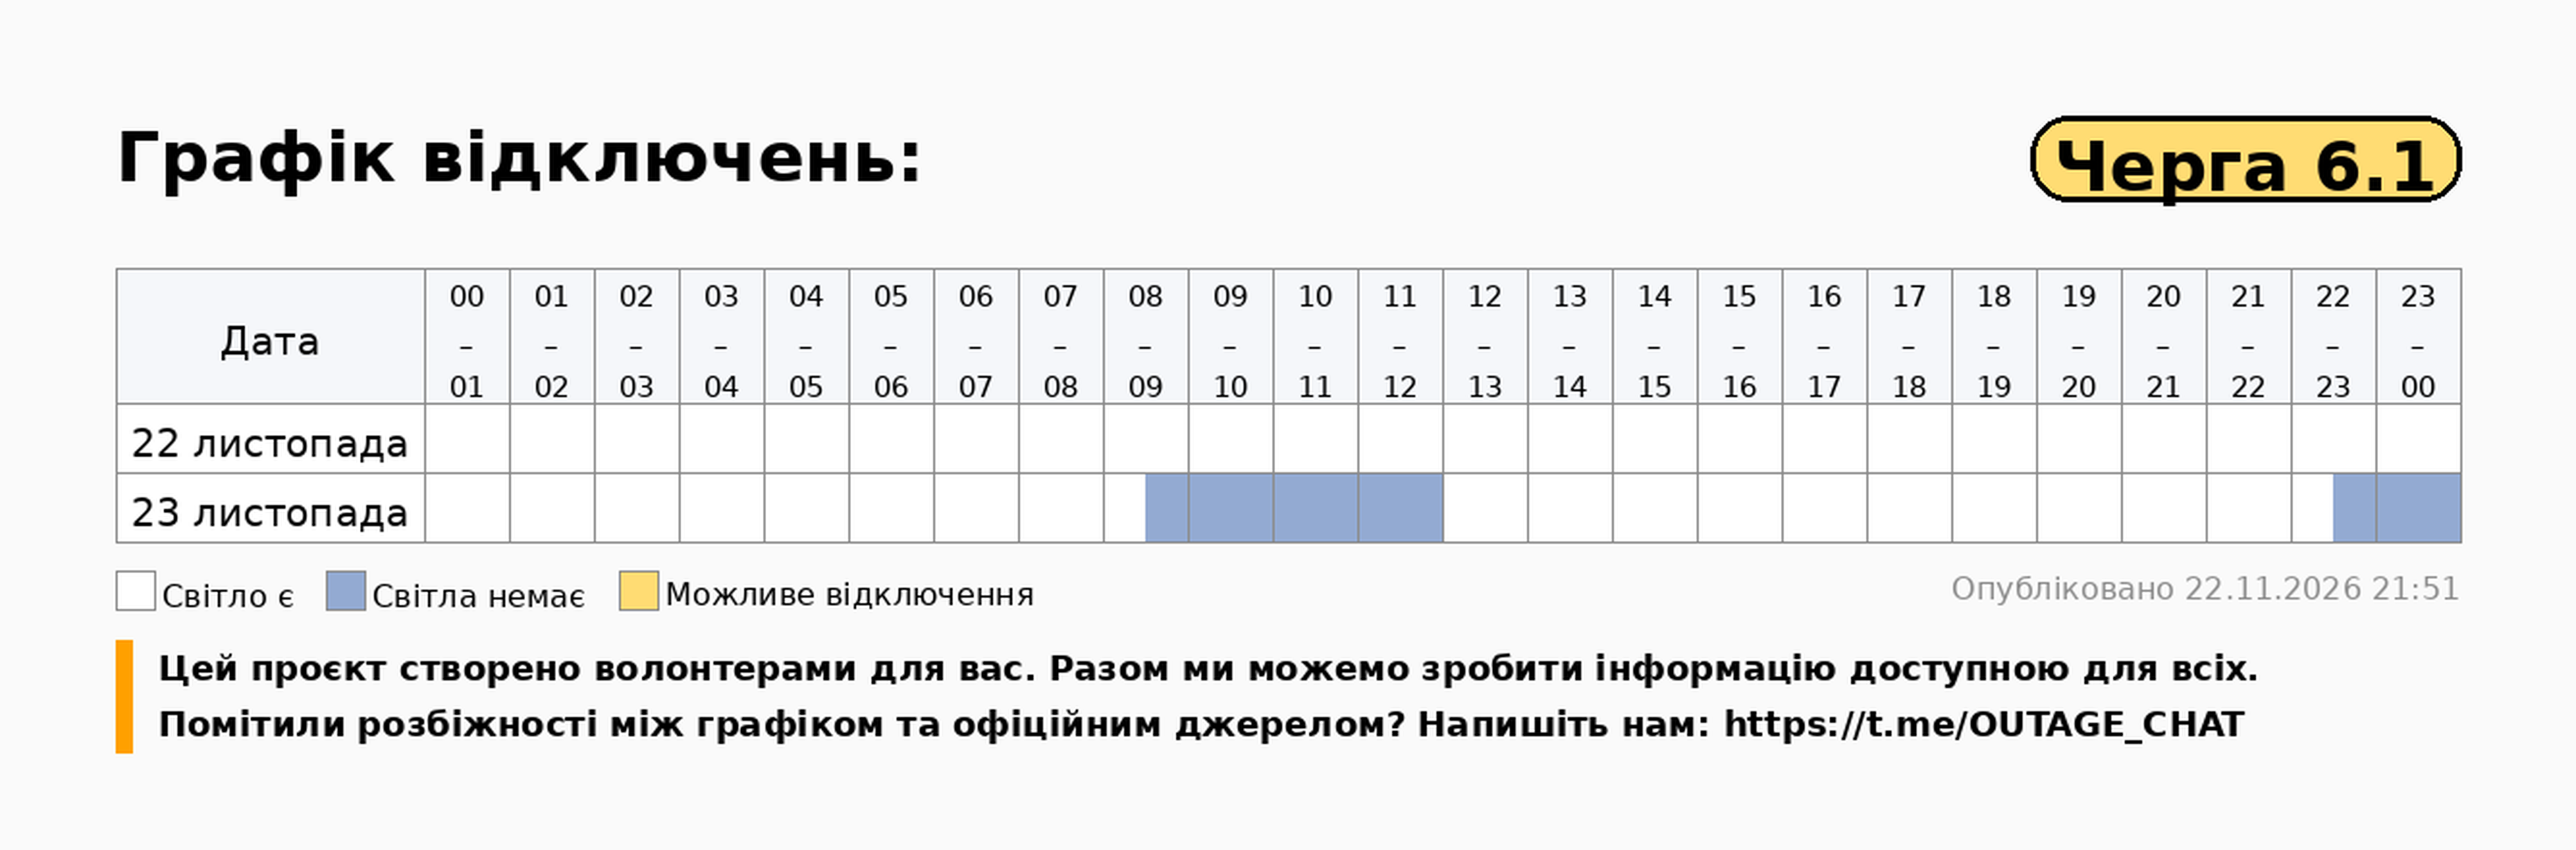 Графік відключень:
Черга 6.1
Дата
00 – 01
01 – 02
02 – 03
03 – 04
04 – 05
05 – 06
06 – 07
07 – 08
08 – 09
09 – 10
10 – 11
11 – 12
12 – 13
13 – 14
14 – 15
15 – 16
16 – 17
17 – 18
18 – 19
19 – 20
20 – 21
21 – 22
22 – 23
23 – 00
22 листопада
23 листопада
Світло є
Світла немає
Можливе відключення
Опубліковано 22.11.2026 21:51
Цей проєкт створено волонтерами для вас. Разом ми можемо зробити інформацію доступною для всіх.
Помітили розбіжності між графіком та офіційним джерелом? Напишіть нам: https://t.me/OUTAGE_CHAT